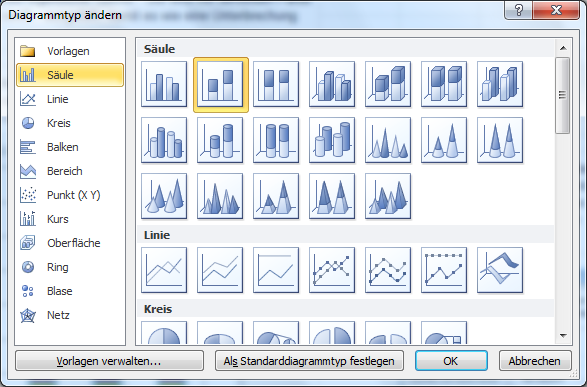 Diagrammtyp ändern
Vorlagen
Säule
Linie
Kreis
Balken
Bereich
Punkt (X Y)
Kurs
Oberfläche
Ring
Blase
Netz
Säule
Linie
Kreis
Vorlagen verwalten...
Als Standarddiagrammtyp festlegen
OK
Abbrechen